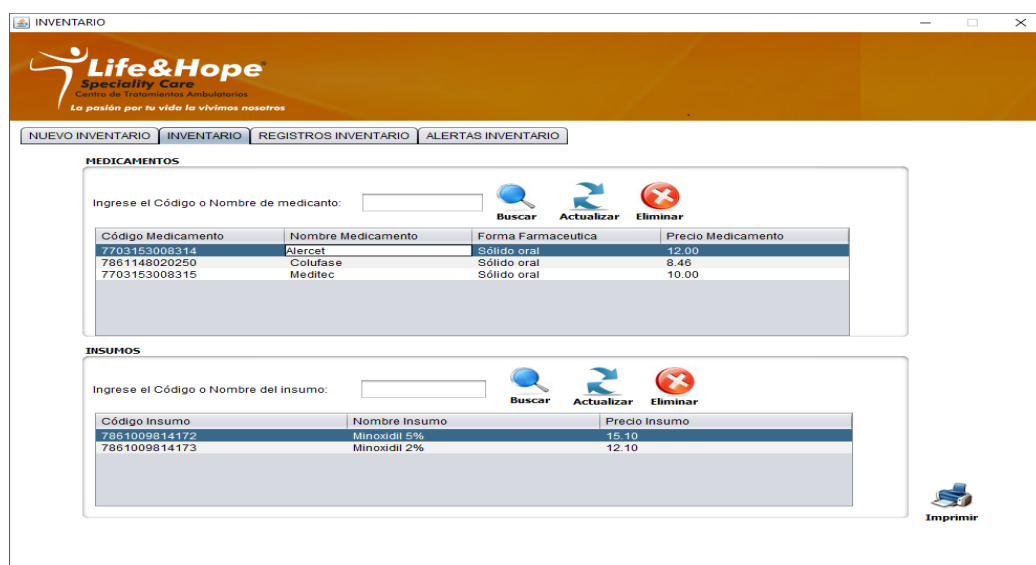 INVENTARIO
Life&Hope
Speciality Care
Centro de Tratamientos Ambulatorios
La pasión por tu vida la vivimos nosotros
NUEVO INVENTARIO INVENTARIO REGISTROS INVENTARIO ALERTAS INVENTARIO
MEDICAMENTOS
Ingrese el Código o Nombre de medicanto:
Buscar Actualizar Eliminar
Código Medicamento Nombre Medicamento Forma Farmaceutica Precio Medicamento
7703153008314 Alercet Sólido oral 12.00
7861148020250 Colufase Sólido oral 8.46
7703153008315 Meditec Sólido oral 10.00
INSUMOS
Ingrese el Código o Nombre del insumo:
Buscar Actualizar Eliminar
Código Insumo Nombre Insumo Precio Insumo
7861009814172 Minoxidil 5% 15.10
7861009814173 Minoxidil 2% 12.10
Imprimir